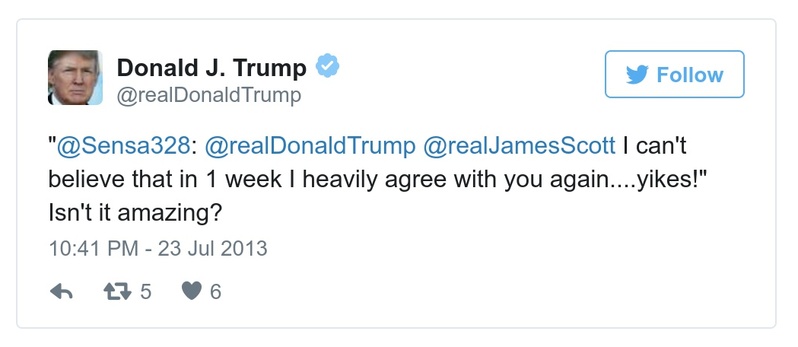 Donald J. Trump
Follow
@realDonaldTrump
"@Sensa328: @realDonaldTrump @realJamesScott I can't
believe that in 1 week I heavily agree with you again....yikes!"
Isn't it amazing?
10:41 PM - 23 Jul 2013
5 6